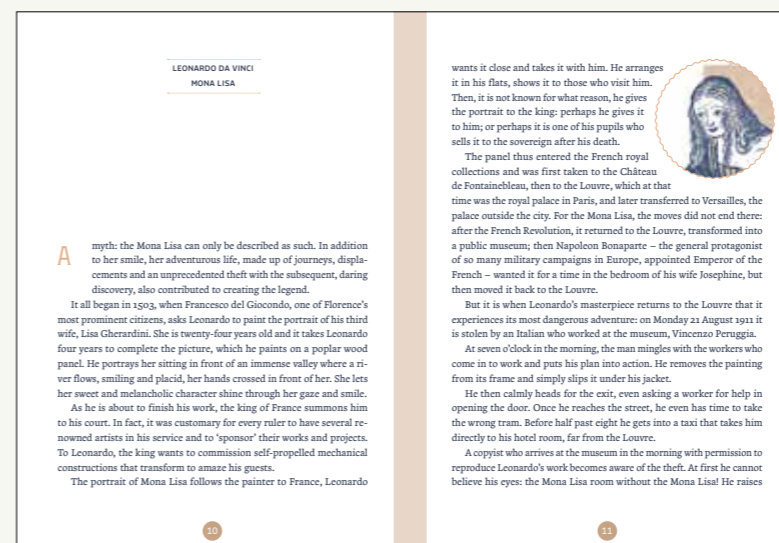 LEONARDO DA VINCI
MONA LISA
A myth: the Mona Lisa can only be described as such. In addition
to her smile, her adventurous life, made up of journeys, displa-
cements and an unprecedented theft with the subsequent, daring
discovery, also contributed to creating the legend.
It all began in 1503, when Francesco del Giocondo, one of Florence's
most prominent citizens, asks Leonardo to paint the portrait of his third
wife, Lisa Gherardini. She is twenty-four years old and it takes Leonardo
four years to complete the picture, which he paints on a poplar wood
panel. He portrays her sitting in front of an immense valley where a ri-
ver flows, smiling and placid, her hands crossed in front of her. She lets
her sweet and melancholic character shine through her gaze and smile.
As he is about to finish his work, the king of France summons him
to his court. In fact, it was customary for every ruler to have several re-
nowned artists in his service and to 'sponsor' their works and projects.
To Leonardo, the king wants to commission self-propelled mechanical
constructions that transform to amaze his guests.
The portrait of Mona Lisa follows the painter to France, Leonardo
10
wants it close and takes it with him. He arranges
it in his flats, shows it to those who visit him.
Then, it is not known for what reason, he gives
the portrait to the king: perhaps he gives it
to him; or perhaps it is one of his pupils who
sells it to the sovereign after his death.
The panel thus entered the French royal
collections and was first taken to the Château
de Fontainebleau, then to the Louvre, which at that
time was the royal palace in Paris, and later transferred to Versailles, the
palace outside the city. For the Mona Lisa, the moves did not end there:
after the French Revolution, it returned to the Louvre, transformed into
a public museum; then Napoleon Bonaparte – the general protagonist
of so many military campaigns in Europe, appointed Emperor of the
French – wanted it for a time in the bedroom of his wife Josephine, but
then moved it back to the Louvre.
But it is when Leonardo's masterpiece returns to the Louvre that it
experiences its most dangerous adventure: on Monday 21 August 1911 it
is stolen by an Italian who worked at the museum, Vincenzo Peruggia.
At seven o'clock in the morning, the man mingles with the workers who
come in to work and puts his plan into action. He removes the painting
from its frame and simply slips it under his jacket.
He then calmly heads for the exit, even asking a worker for help in
opening the door. Once he reaches the street, he even has time to take
the wrong tram. Before half past eight he gets into a taxi that takes him
directly to his hotel room, far from the Louvre.
A copyist who arrives at the museum in the morning with permission to
reproduce Leonardo's work becomes aware of the theft. At first he cannot
believe his eyes: the Mona Lisa room without the Mona Lisa! He raises
11